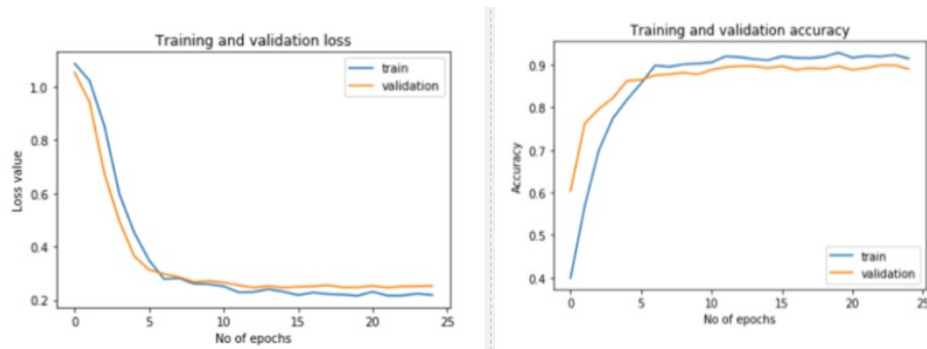 Training and validation loss
train
validation
1.0
0.8
0.6
0.4
0.2
Loss value
0 5 10 15 20 25
No of epochs
Training and validation accuracy
0.9
0.8
0.7
0.6
0.5
0.4
Accuracy
train
validation
0 5 10 15 20 25
No of epochs